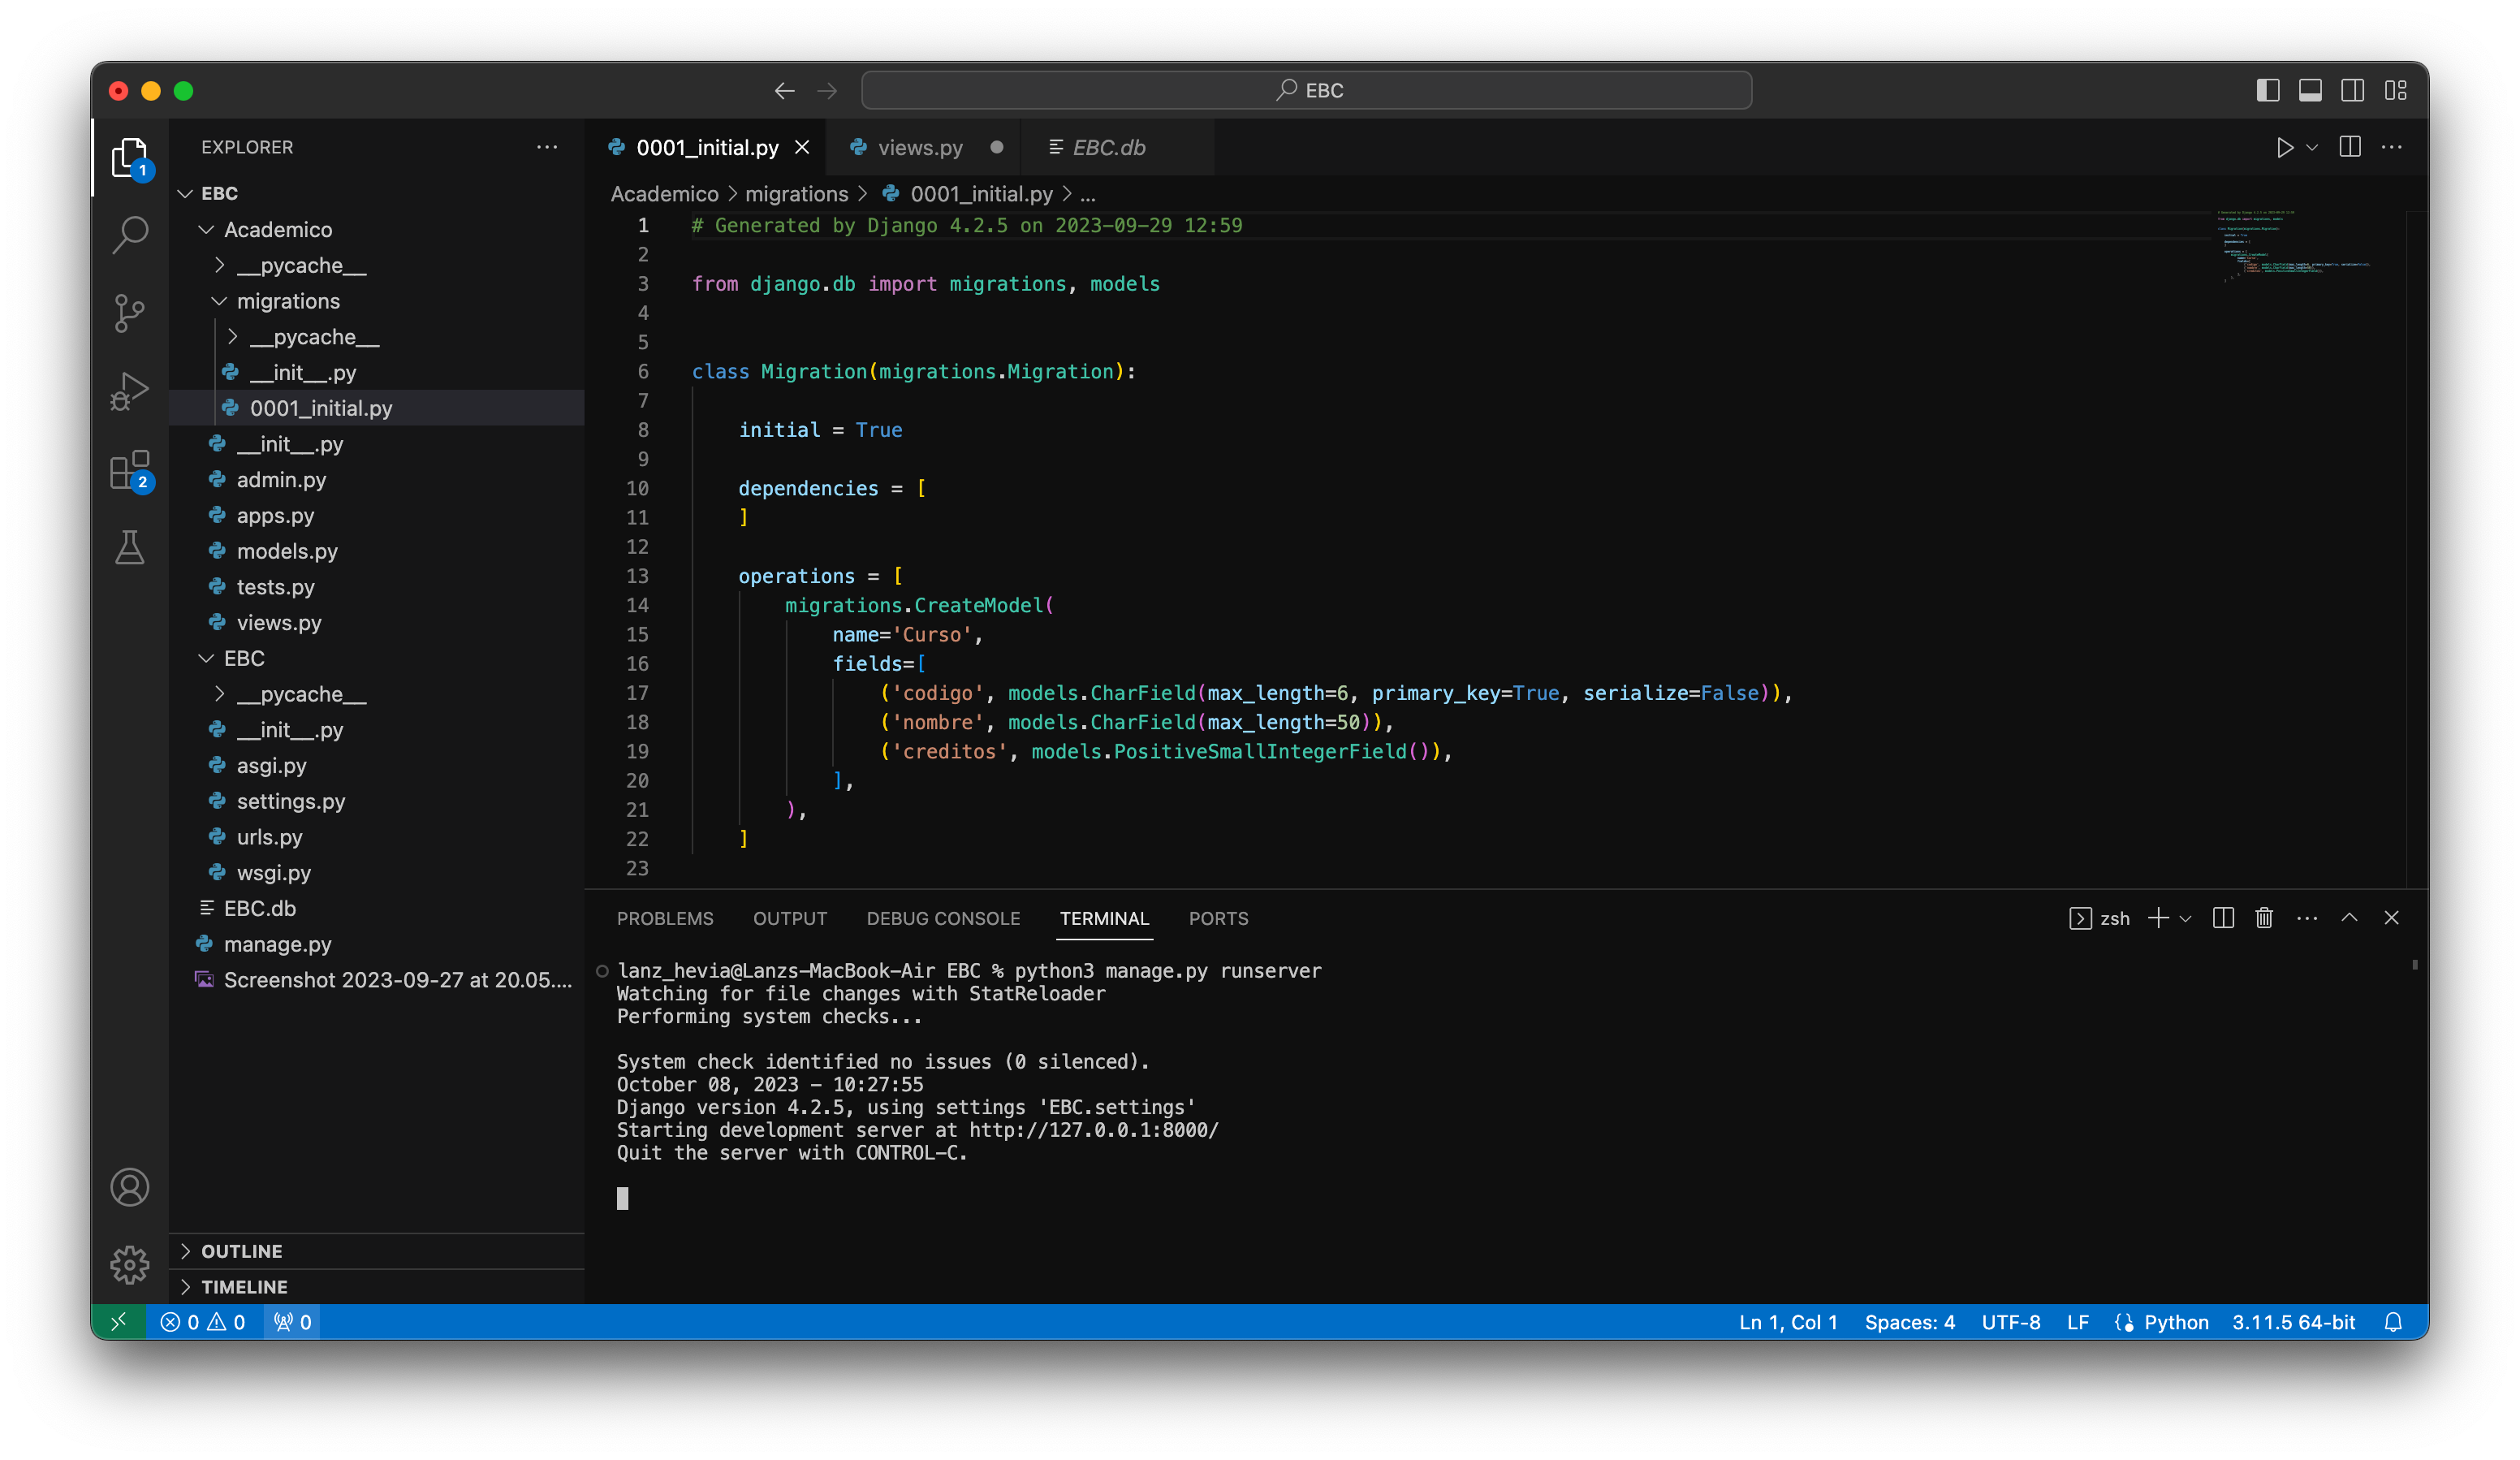 EBC
EXPLORER
EBC
Academico
__pycache__
migrations
__pycache__
__init__.py
0001_initial.py
__init__.py
admin.py
apps.py
models.py
tests.py
views.py
EBC
__pycache__
__init__.py
asgi.py
settings.py
urls.py
wsgi.py
EBC.db
manage.py
Screenshot 2023-09-27 at 20.05....
OUTLINE
TIMELINE
1
2
0001_initial.py
views.py
EBC.db
Academico > migrations > 0001_initial.py > ...
1 # Generated by Django 4.2.5 on 2023-09-29 12:59
2
3 from django.db import migrations, models
4
5
6 class Migration(migrations.Migration):
7
8 initial = True
9
10 dependencies = [
11 ]
12
13 operations = [
14 migrations.CreateModel(
15 name='Curso',
16 fields=[
17 ('codigo', models.CharField(max_length=6, primary_key=True, serialize=False)),
18 ('nombre', models.CharField(max_length=50)),
19 ('creditos', models.PositiveSmallIntegerField()),
20 ],
21 ),
22 ]
23
PROBLEMS OUTPUT DEBUG CONSOLE TERMINAL PORTS
zsh
lanz_hevia@Lanzs-MacBook-Air EBC % python3 manage.py runserver
Watching for file changes with StatReloader
Performing system checks...
System check identified no issues (0 silenced).
October 08, 2023 - 10:27:55
Django version 4.2.5, using settings 'EBC.settings'
Starting development server at http://127.0.0.1:8000/
Quit the server with CONTROL-C.
0 0 0
Ln 1, Col 1 Spaces: 4 UTF-8 LF Python 3.11.5 64-bit